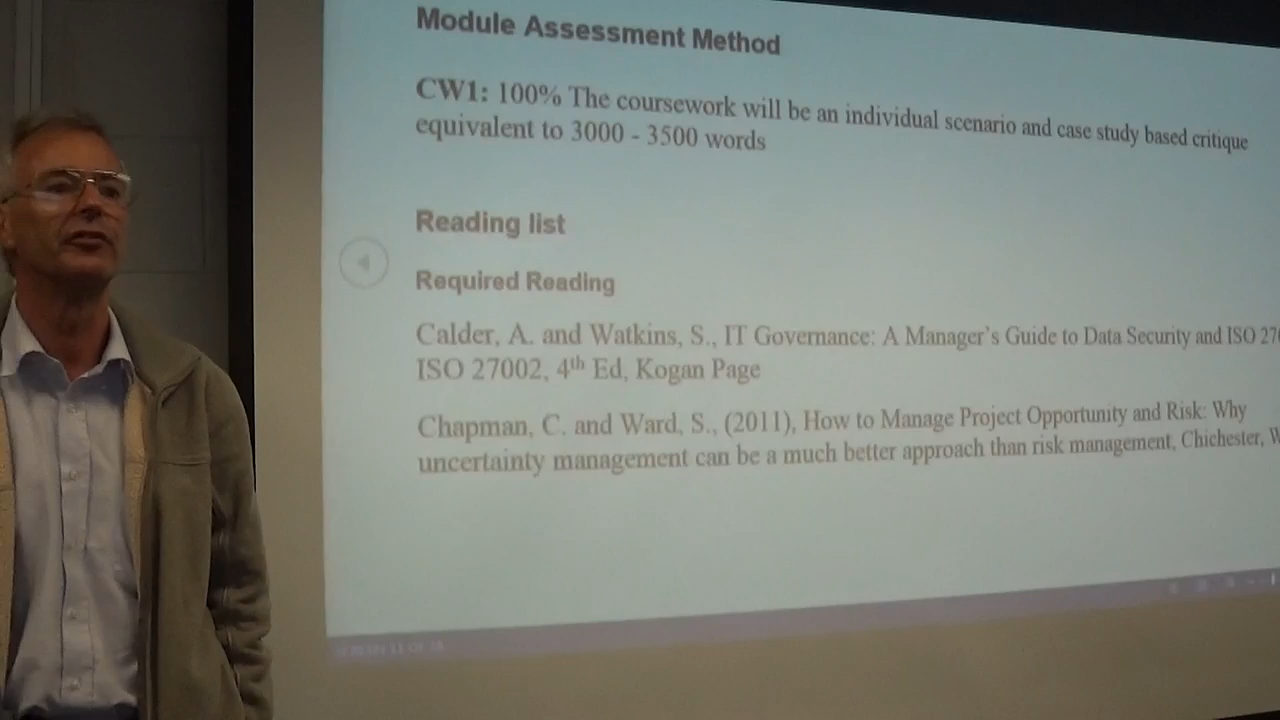 Module Assessment Method
CW1: 100% The coursework will be an individual scenario and case study based critique
equivalent to 3000 - 3500 words
Reading list
Required Reading
Calder, A. and Watkins, S., IT Governance: A Manager's Guide to Data Security and ISO
ISO 27002, 4th Ed, Kogan Page
Chapman, C. and Ward, S., (2011), How to Manage Project Opportunity and Risk: Why
uncertainty management can be a much better approach than risk management, Chichester,